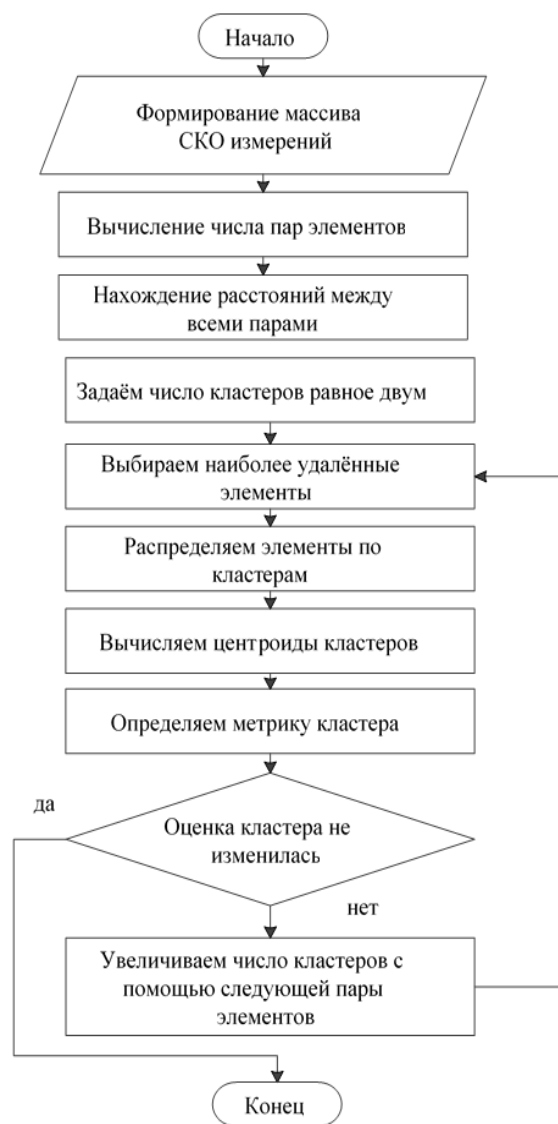 Начало
Формирование массива
СКО измерений
Вычисление числа пар элементов
Нахождение расстояний между
всеми парами
Задаём число кластеров равное двум
Выбираем наиболее удалённые
элементы
Распределяем элементы по
кластерам
Вычисляем центроиды кластеров
Определяем метрику кластера
да
Оценка кластера не
изменилась
нет
Увеличиваем число кластеров с
помощью следующей пары
элементов
Конец